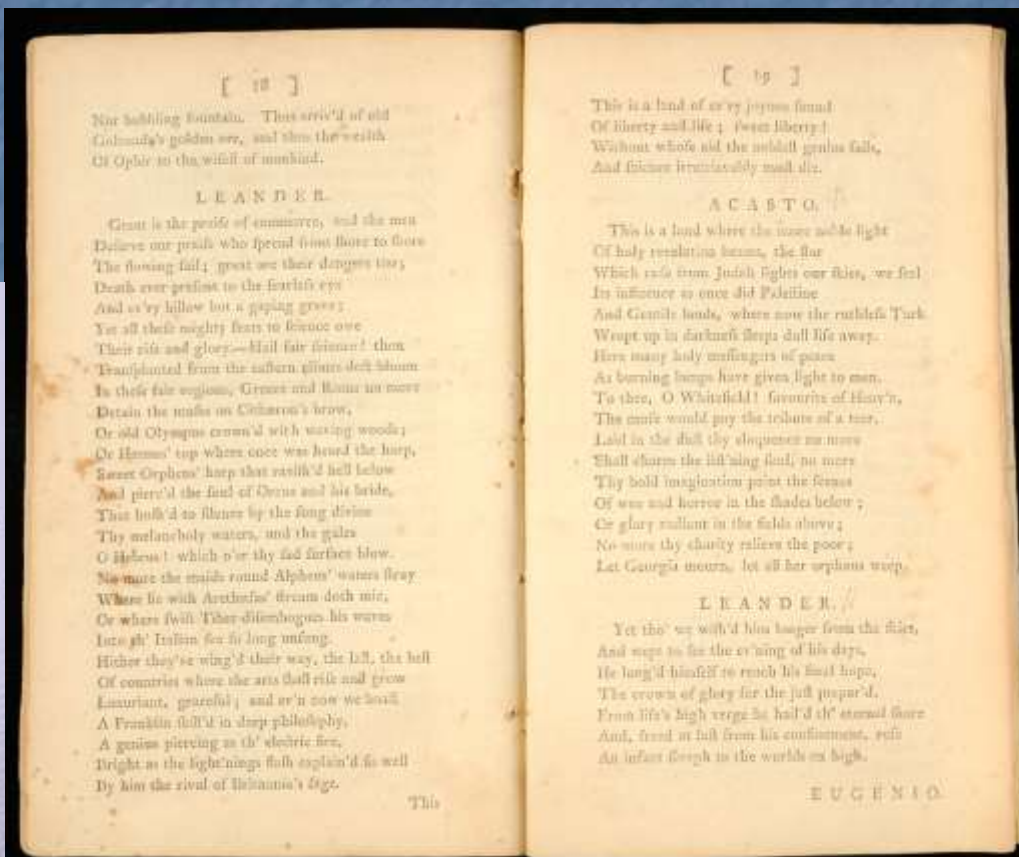 [ 18 ]
Nor bubbling fountain. Thus arriv'd of old
Golconda's golden ore, and thus the wealth
Of Ophir to the wisest of mankind.
LEANDER.
Great is the praise of commerce, and the men
Deserve our praise who spread from shore to shore
The flowing sail; great are their dangers too;
Death ever present to the fearless eye
And ev'ry billow but a gaping grave;
Yet all these mighty feats to science owe
Their rise and glory.—Hail fair science! thou
Transplanted from the eastern climes dost bloom
In these fair regions, Greece and Rome no more
Detain the muses on Cithæron's brow,
Or old Olympus crown'd with waving woods;
Or Hæmus' top where once was heard the harp,
Sweet Orpheus' harp that ravish'd hell below
And pierc'd the soul of Orcus and his bride,
That hush'd to silence by the song divine
Thy melancholy waters, and the gales
O Hebrus! which o'er thy sad surface blow.
No more the maids round Alpheus' waters stray
Where he with Arethusas' stream doth mix,
Or where swift Tiber disembogues his waves
Into th' Italian sea so long unsung.
Hither they've wing'd their way, the last, the best
Of countries where the arts shall rise and grow
Luxuriant, graceful; and ev'n now we boast
A Franklin skill'd in deep philosophy,
A genius piercing as th' electric fire,
Bright as the light'nings flash explain'd so well
By him the rival of Britannia's sage.
This
[ 19 ]
This is a land of ev'ry joyous sound
Of liberty and life; sweet liberty!
Without whose aid the noblest genius fails,
And science irretrievably must die.
ACASTO.
This is a land where the more noble light
Of holy revelation beams, the star
Which rose from Judah lights our skies, we feel
Its influence as once did Palestine
And Gentile lands, where now the ruthless Turk
Wrapt up in darkness sleeps dull life away.
Here many holy messengers of peace
As burning lamps have given light to men.
To thee, O Whitefield! favourite of Heav'n,
The muse would pay the tribute of a tear.
Laid in the dust thy eloquence no more
Shall charm the list'ning soul, no more
Thy bold imagination paint the scenes
Of woe and horror in the shades below;
Or glory radiant in the fields above;
No more thy charity relieve the poor;
Let Georgia mourn, let all her orphans weep.
LEANDER.
Yet tho' we wish'd him longer from the skies,
And wept to see the ev'ning of his days,
He long'd himself to reach his final hope,
The crown of glory for the just prepar'd.
From life's high verge he hail'd th' eternal shore
And, freed at last from his confinement, rose
An infant seraph to the worlds on high.
EUGENIO.